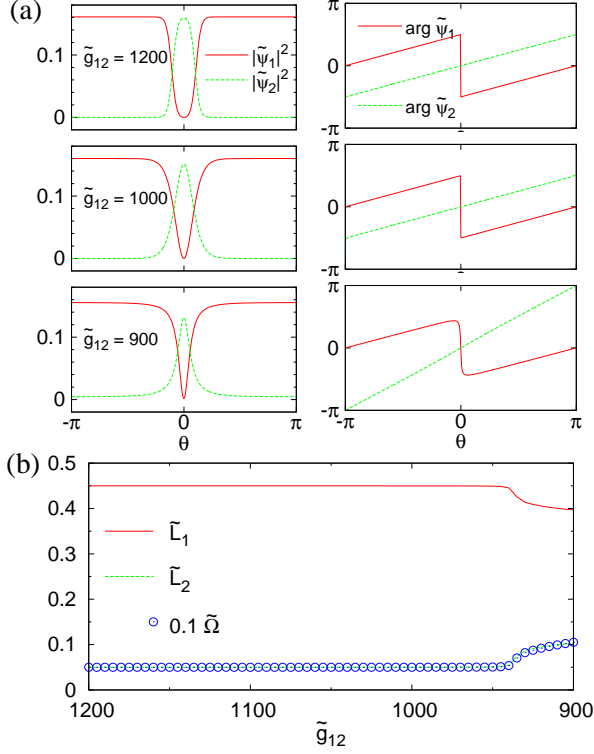 (a)
0.1
0
g̃₁₂ = 1200
|ψ̃₁|²
|ψ̃₂|²
π
0
-π
arg ψ̃₁
arg ψ̃₂
0.1
0
g̃₁₂ = 1000
π
0
-π
0.1
0
g̃₁₂ = 900
-π 0 π
θ
π
0
-π
-π 0 π
θ
(b)
0.5
0.4
0.3
0.2
0.1
0
L̃₁
L̃₂
0.1 Ω̃
1200 1100 1000 900
g̃₁₂